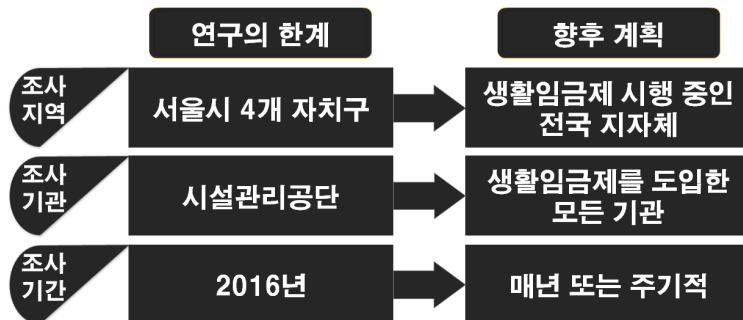 연구의 한계
향후 계획
조사
지역
서울시 4개 자치구
생활임금제 시행 중인
전국 지자체
조사
기관
시설관리공단
생활임금제를 도입한
모든 기관
조사
기간
2016년
매년 또는 주기적